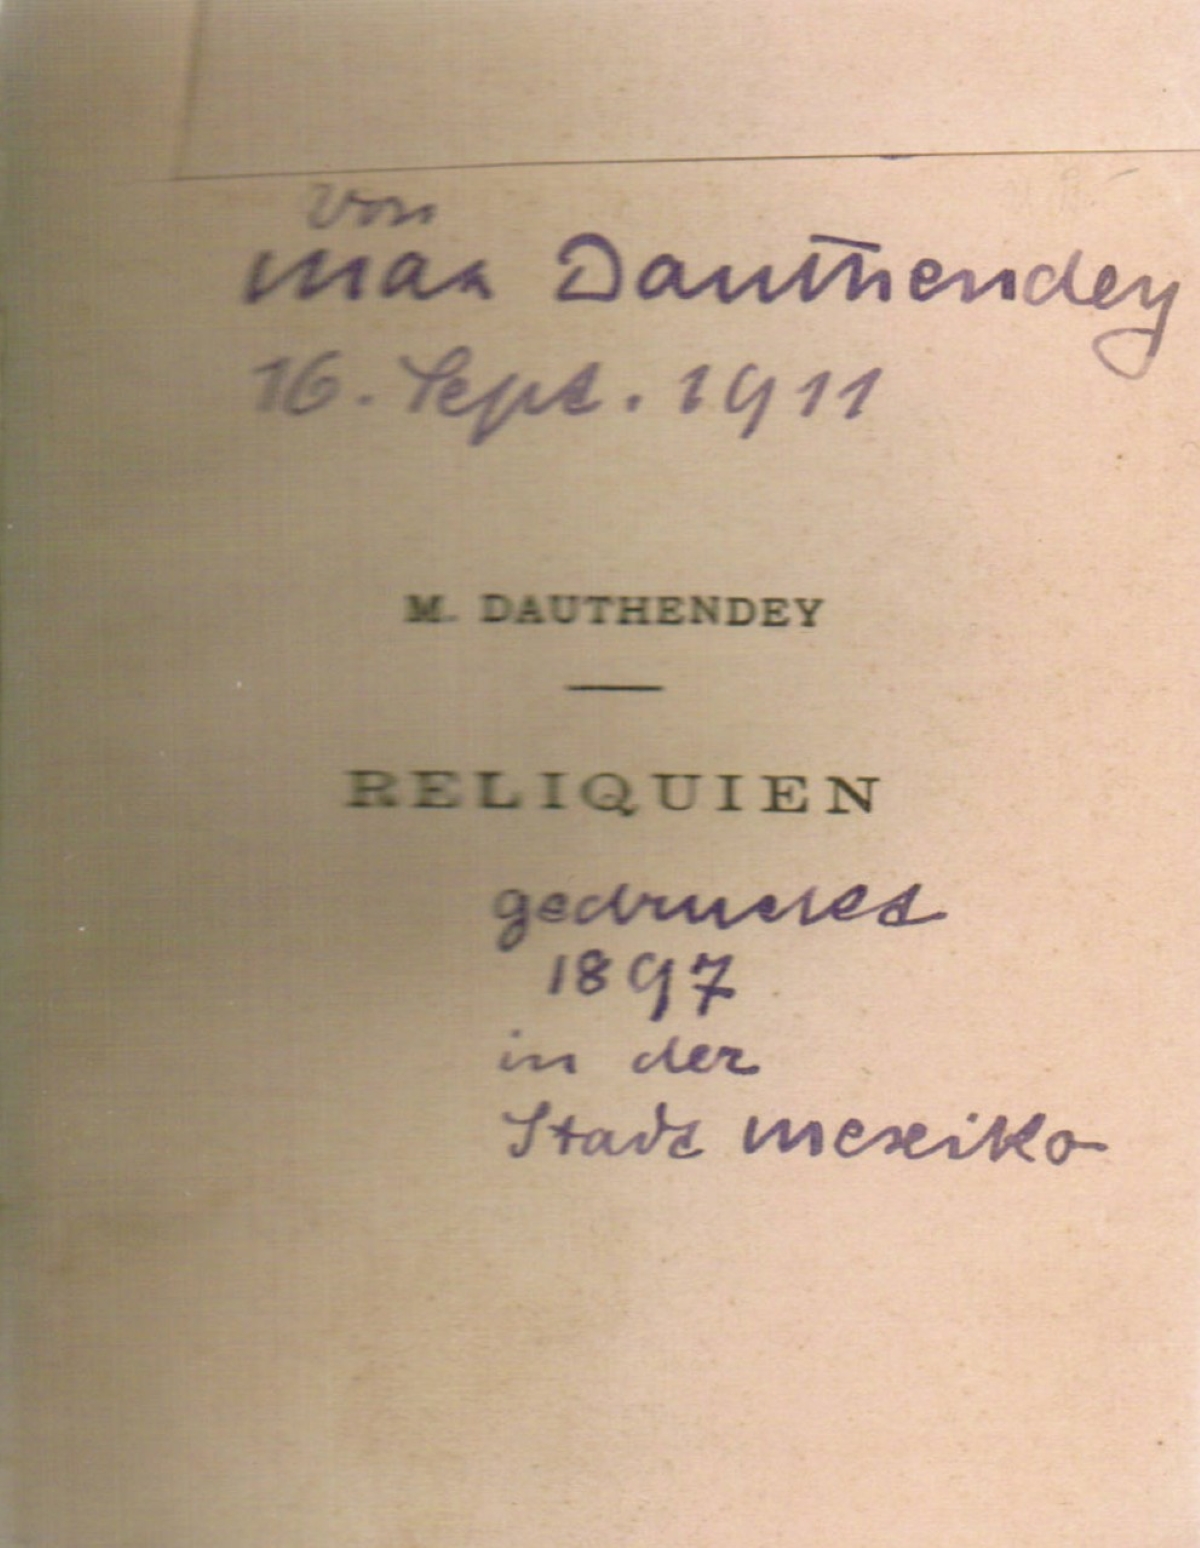 von
Max Dauthendey
16. Sept. 1911
M. DAUTHENDEY
RELIQUIEN
gedruckt
1897
in der
Stadt Mexiko